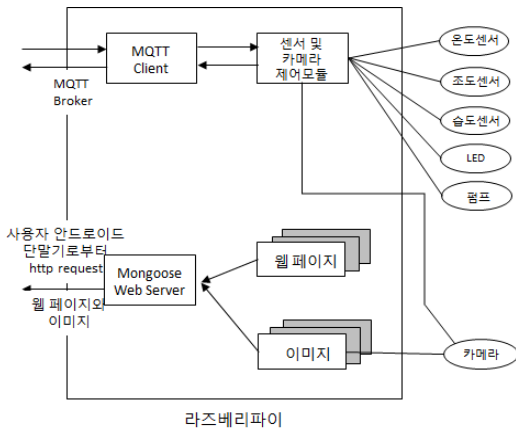 MQTT
Client
센서 및
카메라
제어모듈
온도센서
조도센서
습도센서
LED
펌프
MQTT
Broker
사용자 안드로이드
단말기로부터
http request
웹 페이지와
이미지
Mongoose
Web Server
웹 페이지
이미지
카메라
라즈베리파이